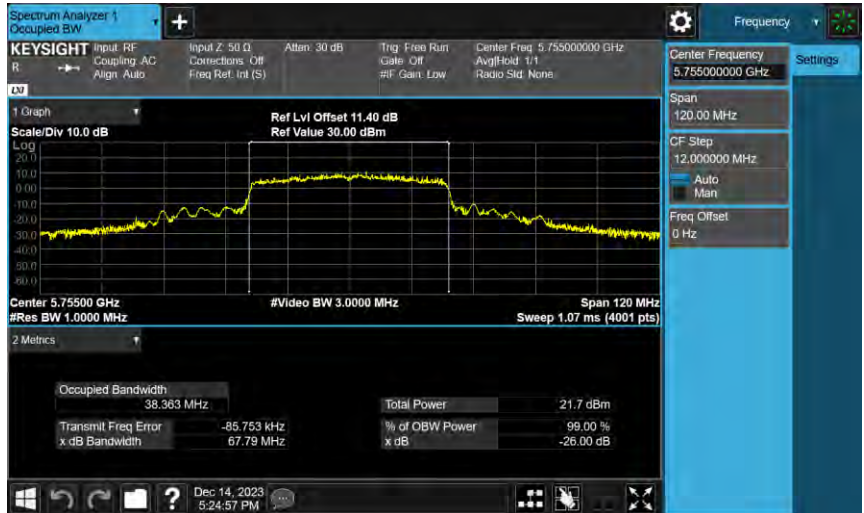 Spectrum Analyzer 1
Occupied BW
Frequency
KEYSIGHT
R
LXI
Input: RF
Coupling: AC
Align: Auto
Input Z: 50 Ω
Corrections: Off
Freq Ref: Int (S)
Atten: 30 dB
Trig: Free Run
Gate: Off
#IF Gain: Low
Center Freq: 5.755000000 GHz
Avg|Hold: 1/1
Radio Std: None
Center Frequency
5.755000000 GHz
Settings
Span
120.00 MHz
CF Step
12.000000 MHz
Auto
Man
Freq Offset
0 Hz
1 Graph
Scale/Div 10.0 dB
Ref Lvl Offset 11.40 dB
Ref Value 30.00 dBm
Log
20.0
10.0
0.00
-10.0
-20.0
-30.0
-40.0
-50.0
-60.0
Center 5.75500 GHz
#Res BW 1.0000 MHz
#Video BW 3.0000 MHz
Span 120 MHz
Sweep 1.07 ms (4001 pts)
2 Metrics
Occupied Bandwidth
38.363 MHz
Total Power 21.7 dBm
Transmit Freq Error -85.753 kHz
% of OBW Power 99.00 %
x dB Bandwidth 67.79 MHz
x dB -26.00 dB
?
Dec 14, 2023
5:24:57 PM